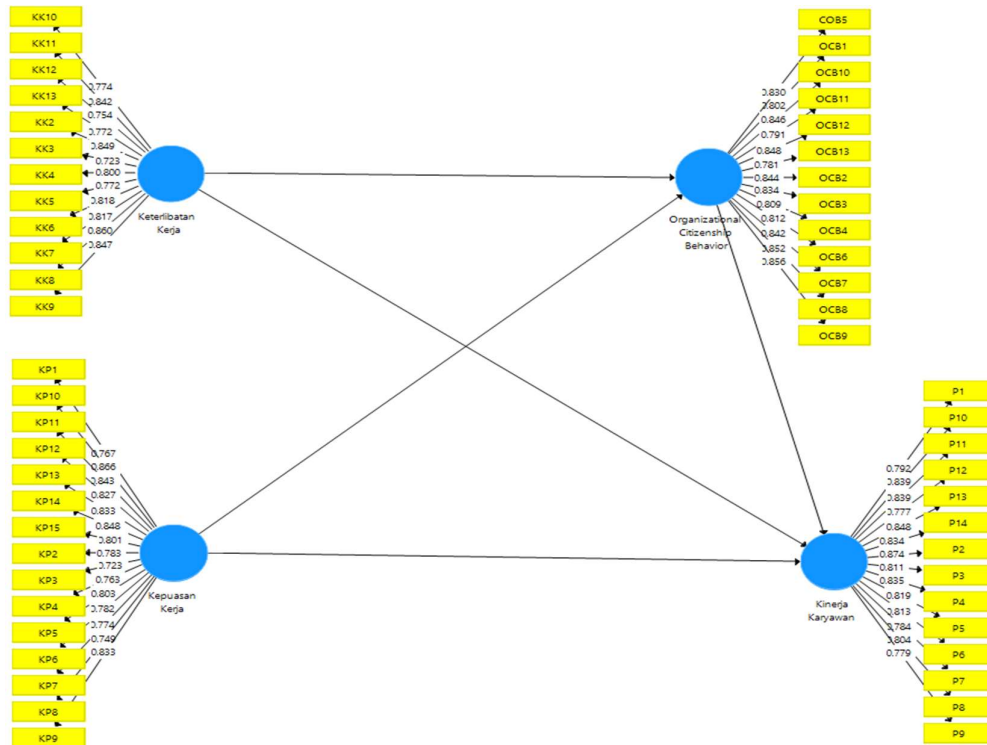 KK10
KK11
KK12
KK13
KK2
KK3
KK4
KK5
KK6
KK7
KK8
KK9
0.774
0.842
0.754
0.772
0.849
0.723
0.800
0.772
0.818
0.817
0.860
0.847
Keterlibatan
Kerja
COB5
OCB1
OCB10
OCB11
OCB12
OCB13
OCB2
OCB3
OCB4
OCB6
OCB7
OCB8
OCB9
0.830
0.802
0.846
0.791
0.848
0.781
0.844
0.834
0.809
0.812
0.842
0.852
0.856
Organizational
Citizenship
Behavior
KP1
KP10
KP11
KP12
KP13
KP14
KP15
KP2
KP3
KP4
KP5
KP6
KP7
KP8
KP9
0.767
0.866
0.843
0.827
0.833
0.848
0.801
0.783
0.723
0.763
0.803
0.782
0.774
0.749
0.833
Kepuasan
Kerja
P1
P10
P11
P12
P13
P14
P2
P3
P4
P5
P6
P7
P8
P9
0.792
0.839
0.839
0.777
0.848
0.834
0.874
0.811
0.835
0.819
0.813
0.784
0.804
0.779
Kinerja
Karyawan